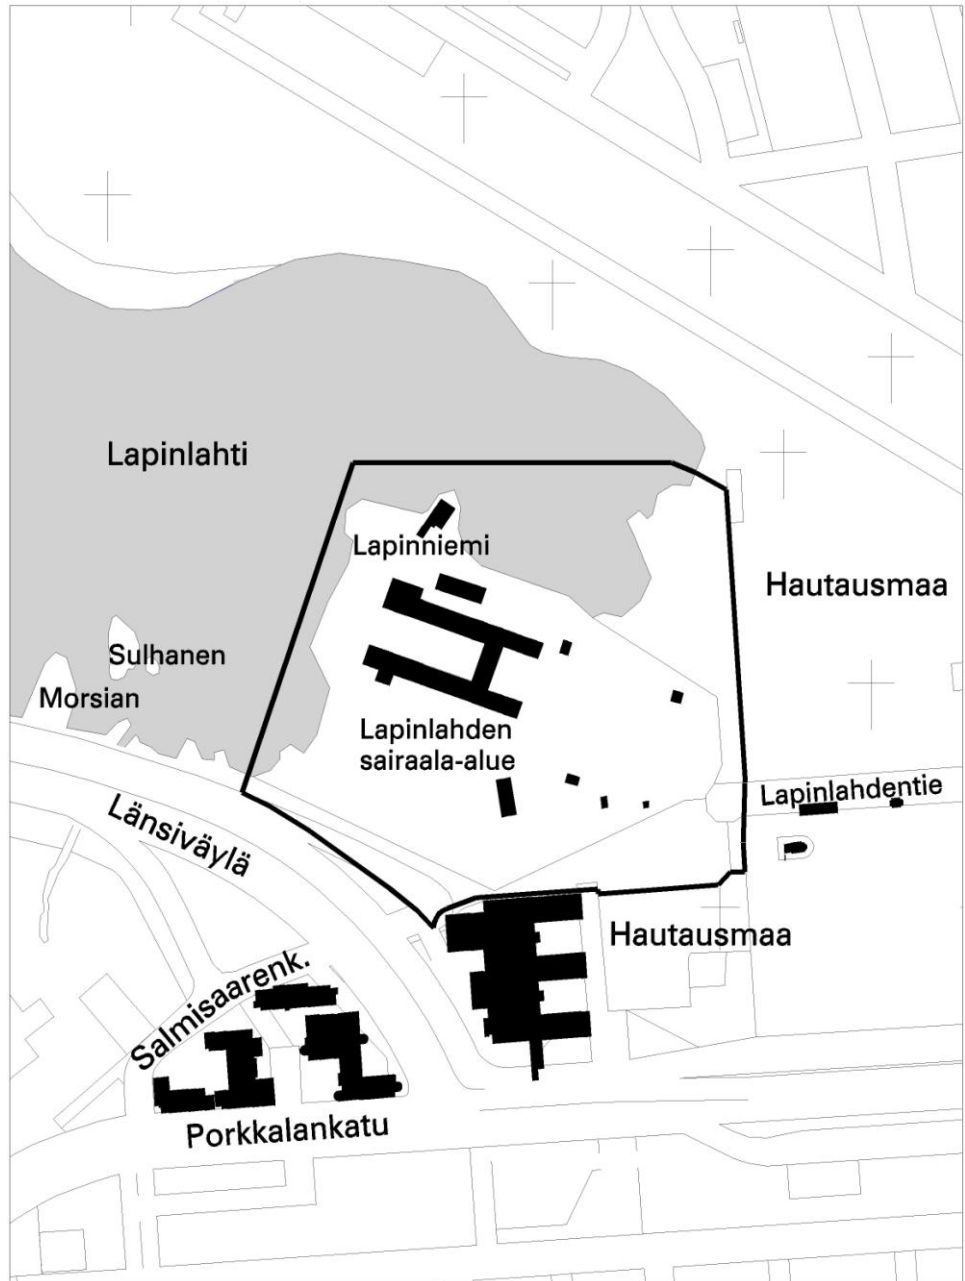 Lapinlahti
Lapinniemi
Hautausmaa
Sulhanen
Morsian
Lapinlahden
sairaala-alue
Lapinlahdentie
Länsiväylä
Hautausmaa
Salmisaarenk.
Porkkalankatu